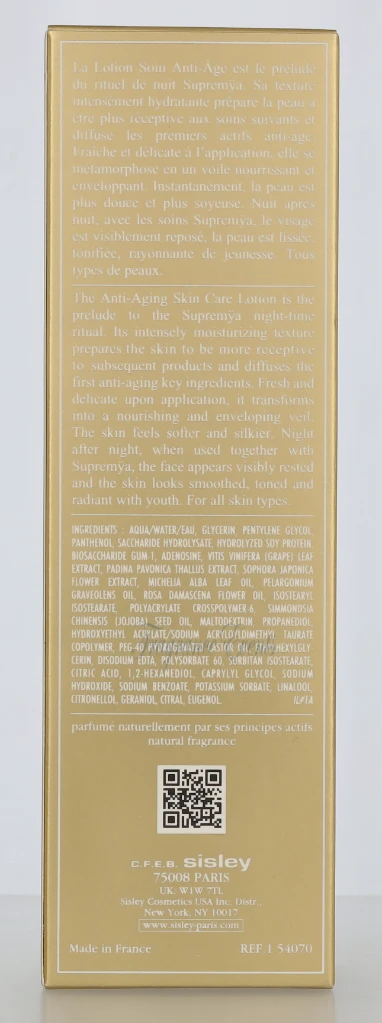 La Lotion Soin Anti-Âge est le prélude
du rituel de nuit Supremÿa. Sa texture
intensément hydratante prépare la peau à
être plus réceptive aux soins suivants et
diffuse les premiers actifs anti-âge.
Fraîche et délicate à l'application, elle se
métamorphose en un voile nourrissant et
enveloppant. Instantanément, la peau est
plus douce et plus soyeuse. Nuit après
nuit, avec les soins Supremÿa, le visage
est visiblement reposé, la peau est lissée,
tonifiée, rayonnante de jeunesse. Tous
types de peaux.
The Anti-Aging Skin Care Lotion is the
prelude to the Supremÿa night-time
ritual. Its intensely moisturizing texture
prepares the skin to be more receptive
to subsequent products and diffuses the
first anti-aging key ingredients. Fresh and
delicate upon application, it transforms
into a nourishing and enveloping veil.
The skin feels softer and silkier. Night
after night, when used together with
Supremÿa, the face appears visibly rested
and the skin looks smoothed, toned and
radiant with youth. For all skin types.
INGREDIENTS : AQUA/WATER/EAU, GLYCERIN, PENTYLENE GLYCOL,
PANTHENOL, SACCHARIDE HYDROLYSATE, HYDROLYZED SOY PROTEIN,
BIOSACCHARIDE GUM-1, ADENOSINE, VITIS VINIFERA (GRAPE) LEAF
EXTRACT, PADINA PAVONICA THALLUS EXTRACT, SOPHORA JAPONICA
FLOWER EXTRACT, MICHELIA ALBA LEAF OIL, PELARGONIUM
GRAVEOLENS OIL, ROSA DAMASCENA FLOWER OIL, ISOSTEARYL
ISOSTEARATE, POLYACRYLATE CROSSPOLYMER-6, SIMMONDSIA
CHINENSIS (JOJOBA) SEED OIL, MALTODEXTRIN, PROPANEDIOL,
HYDROXYETHYL ACRYLATE/SODIUM ACRYLOYLDIMETHYL TAURATE
COPOLYMER, PEG-40 HYDROGENATED CASTOR OIL, ETHYLHEXYLGLY-
CERIN, DISODIUM EDTA, POLYSORBATE 60, SORBITAN ISOSTEARATE,
CITRIC ACID, 1,2-HEXANEDIOL, CAPRYLYL GLYCOL, SODIUM
HYDROXIDE, SODIUM BENZOATE, POTASSIUM SORBATE, LINALOOL,
CITRONELLOL, GERANIOL, CITRAL, EUGENOL. IL#1A
parfumé naturellement par ses principes actifs
natural fragrance
C.F.E.B. sisley
75008 PARIS
UK. W1W 7TL
Sisley Cosmetics USA Inc. Distr.,
New York, NY 10017
www.sisley-paris.com
Made in France REF. 1 54070